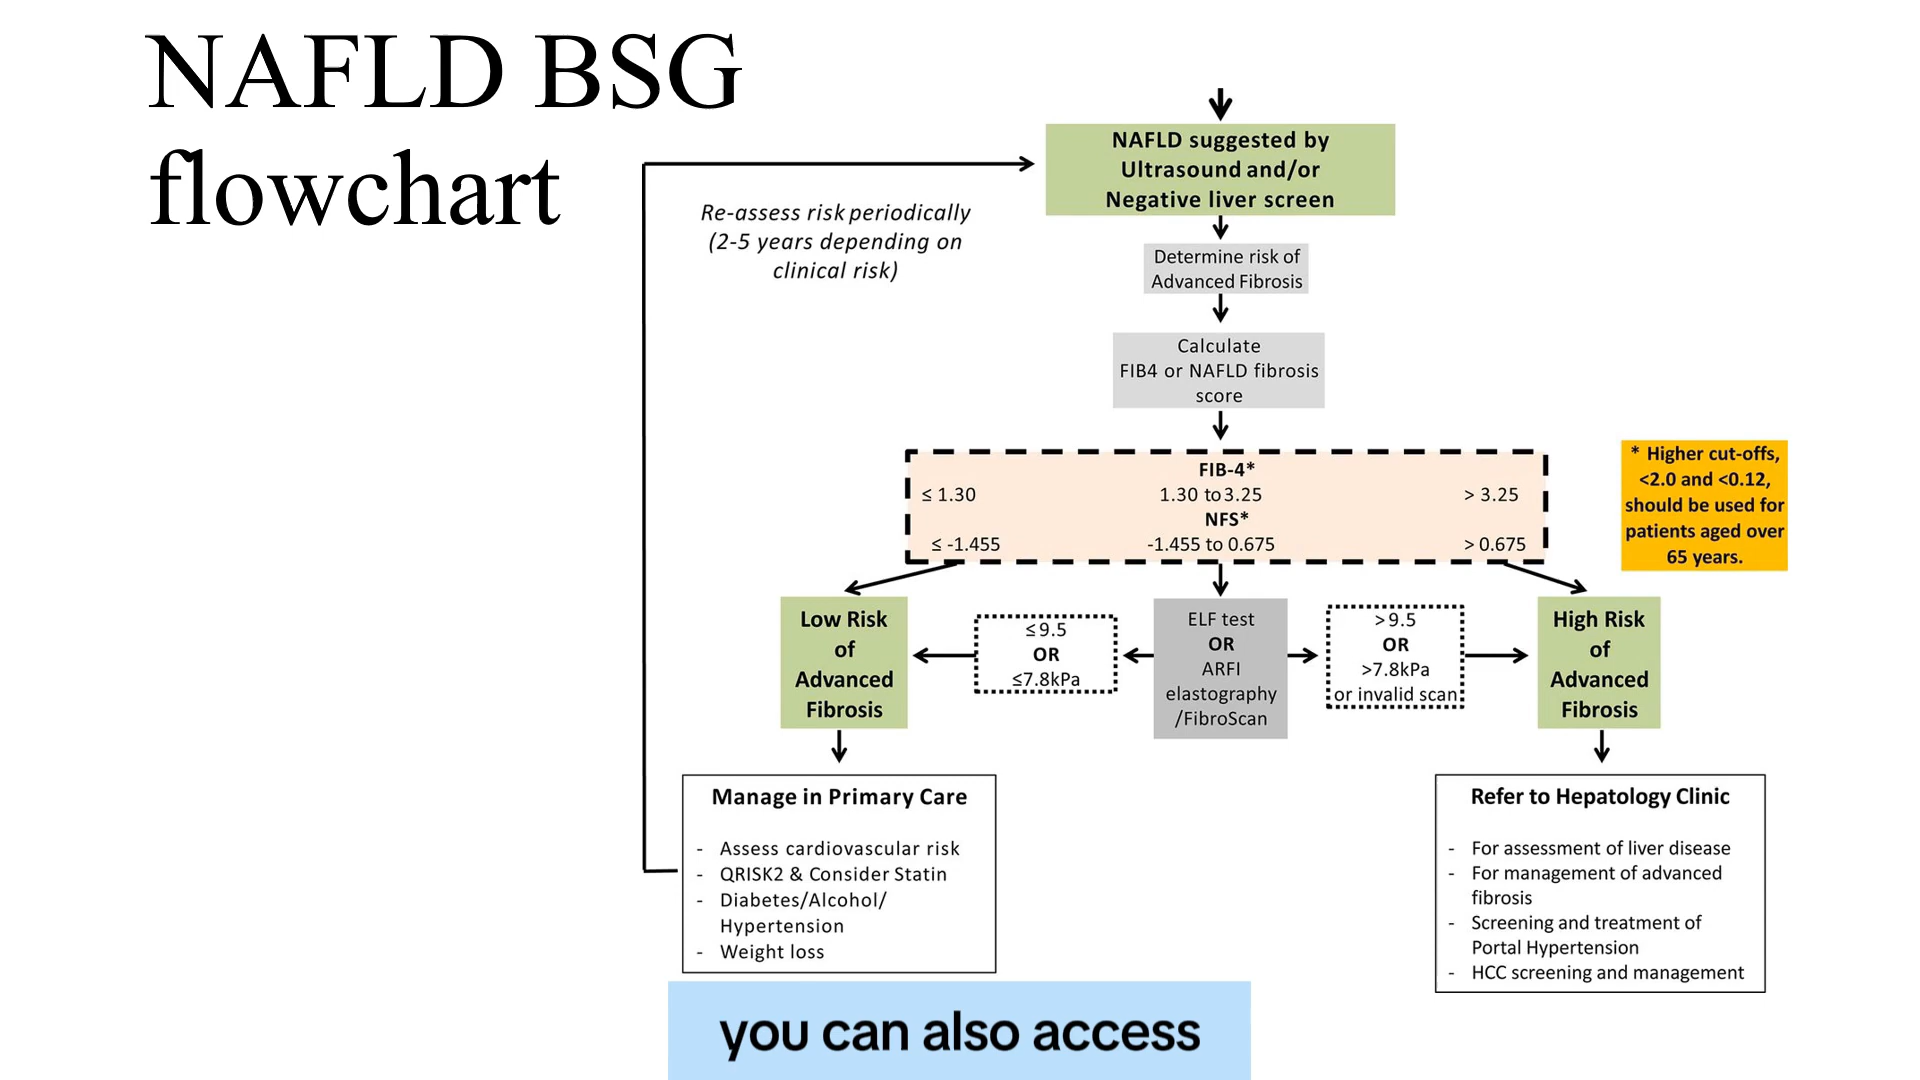 NAFLD BSG
flowchart
NAFLD suggested by
Ultrasound and/or
Negative liver screen
Re-assess risk periodically
(2-5 years depending on
clinical risk)
Determine risk of
Advanced Fibrosis
Calculate
FIB4 or NAFLD fibrosis
score
FIB-4*
≤ 1.30 1.30 to 3.25 > 3.25
NFS*
≤ -1.455 -1.455 to 0.675 > 0.675
* Higher cut-offs,
<2.0 and <0.12,
should be used for
patients aged over
65 years.
Low Risk
of
Advanced
Fibrosis
≤ 9.5
OR
≤7.8kPa
ELF test
OR
ARFI
elastography
/FibroScan
> 9.5
OR
>7.8kPa
or invalid scan
High Risk
of
Advanced
Fibrosis
Manage in Primary Care
- Assess cardiovascular risk
- QRISK2 & Consider Statin
- Diabetes/Alcohol/
Hypertension
- Weight loss
Refer to Hepatology Clinic
- For assessment of liver disease
- For management of advanced
fibrosis
- Screening and treatment of
Portal Hypertension
- HCC screening and management
you can also access